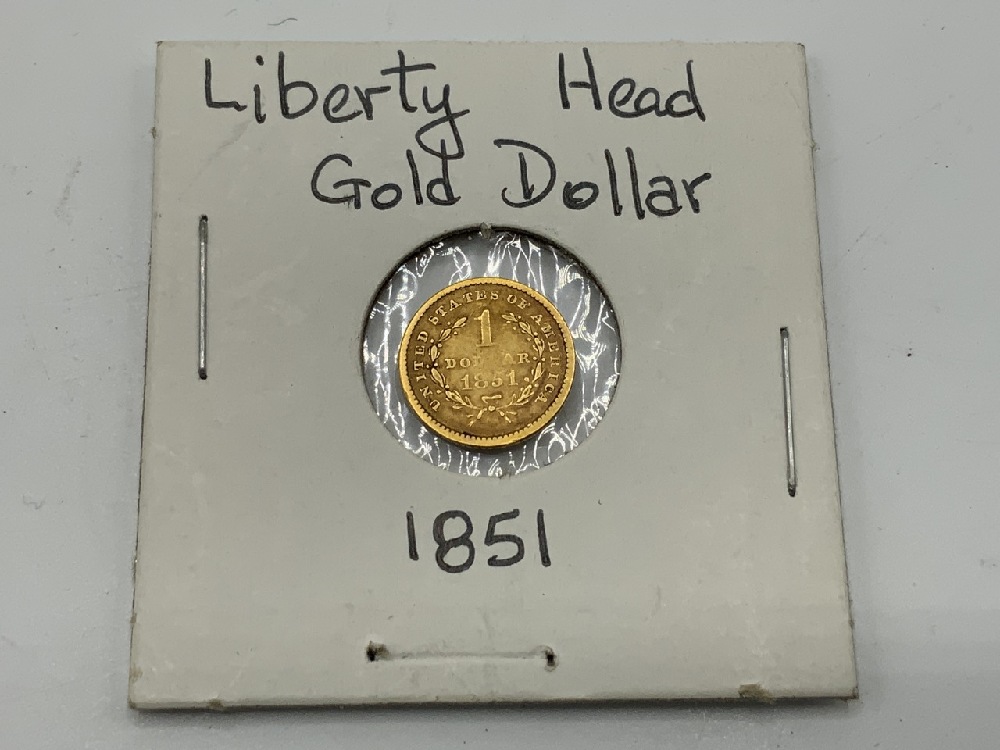 Liberty Head
Gold Dollar
UNITED STATES OF AMERICA
1
DOLLAR
1851
1851